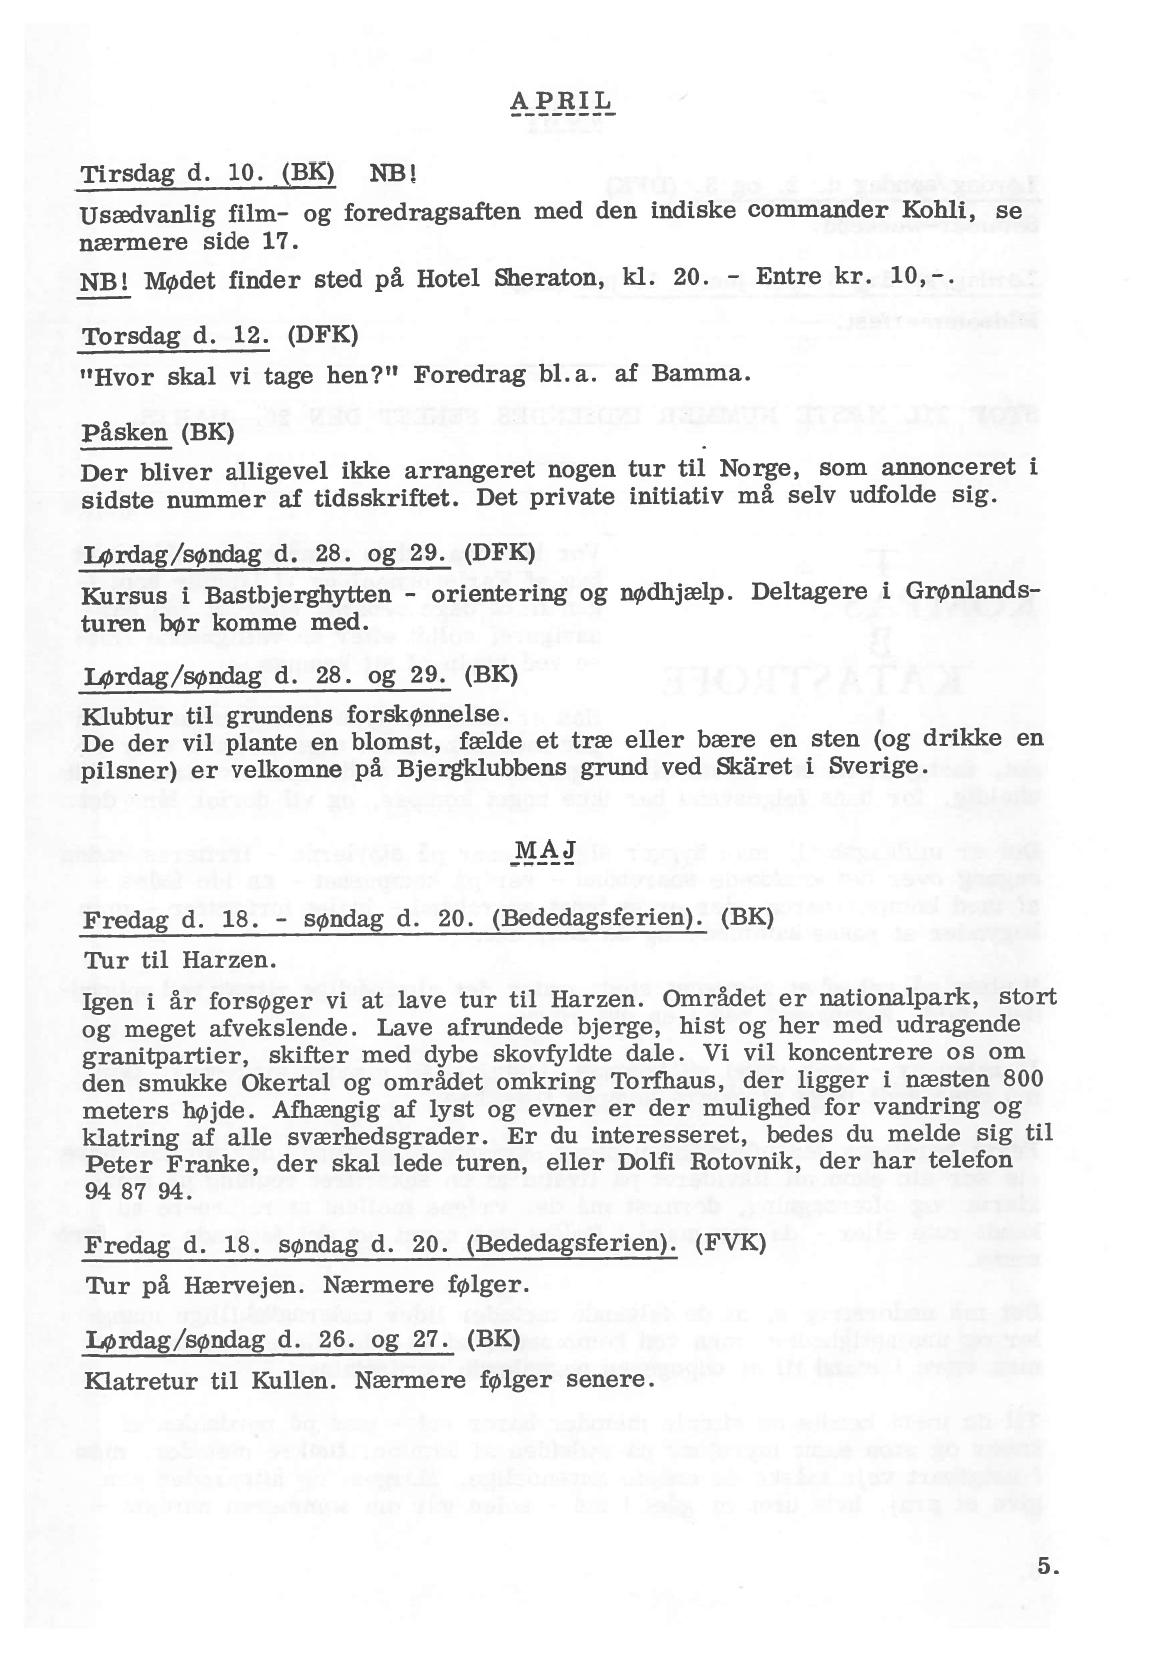 APRIL
Tirsdag d. 10. (BK) NB!
Usædvanlig film- og foredragsaften med den indiske commander Kohli, se
nærmere side 17.
NB! Mødet finder sted på Hotel Sheraton, kl. 20. - Entre kr. 10,-.
Torsdag d. 12. (DFK)
"Hvor skal vi tage hen?" Foredrag bl.a. af Bamma.
Påsken (BK)
Der bliver alligevel ikke arrangeret nogen tur til Norge, som annonceret i
sidste nummer af tidsskriftet. Det private initiativ må selv udfolde sig.
Lørdag/søndag d. 28. og 29. (DFK)
Kursus i Bastbjerghytten - orientering og nødhjælp. Deltagere i Grønlands-
turen bør komme med.
Lørdag/søndag d. 28. og 29. (BK)
Klubtur til grundens forskønnelse.
De der vil plante en blomst, fælde et træ eller bære en sten (og drikke en
pilsner) er velkomne på Bjergklubbens grund ved Skäret i Sverige.
MAJ
Fredag d. 18. - søndag d. 20. (Bededagsferien). (BK)
Tur til Harzen.
Igen i år forsøger vi at lave tur til Harzen. Området er nationalpark, stort
og meget afvekslende. Lave afrundede bjerge, hist og her med udragende
granitpartier, skifter med dybe skovfyldte dale. Vi vil koncentrere os om
den smukke Okertal og området omkring Torfhaus, der ligger i næsten 800
meters højde. Afhængig af lyst og evner er der mulighed for vandring og
klatring af alle sværhedsgrader. Er du interesseret, bedes du melde sig til
Peter Franke, der skal lede turen, eller Dolfi Rotovnik, der har telefon
94 87 94.
Fredag d. 18. søndag d. 20. (Bededagsferien). (FVK)
Tur på Hærvejen. Nærmere følger.
Lørdag/søndag d. 26. og 27. (BK)
Klatretur til Kullen. Nærmere følger senere.
5.